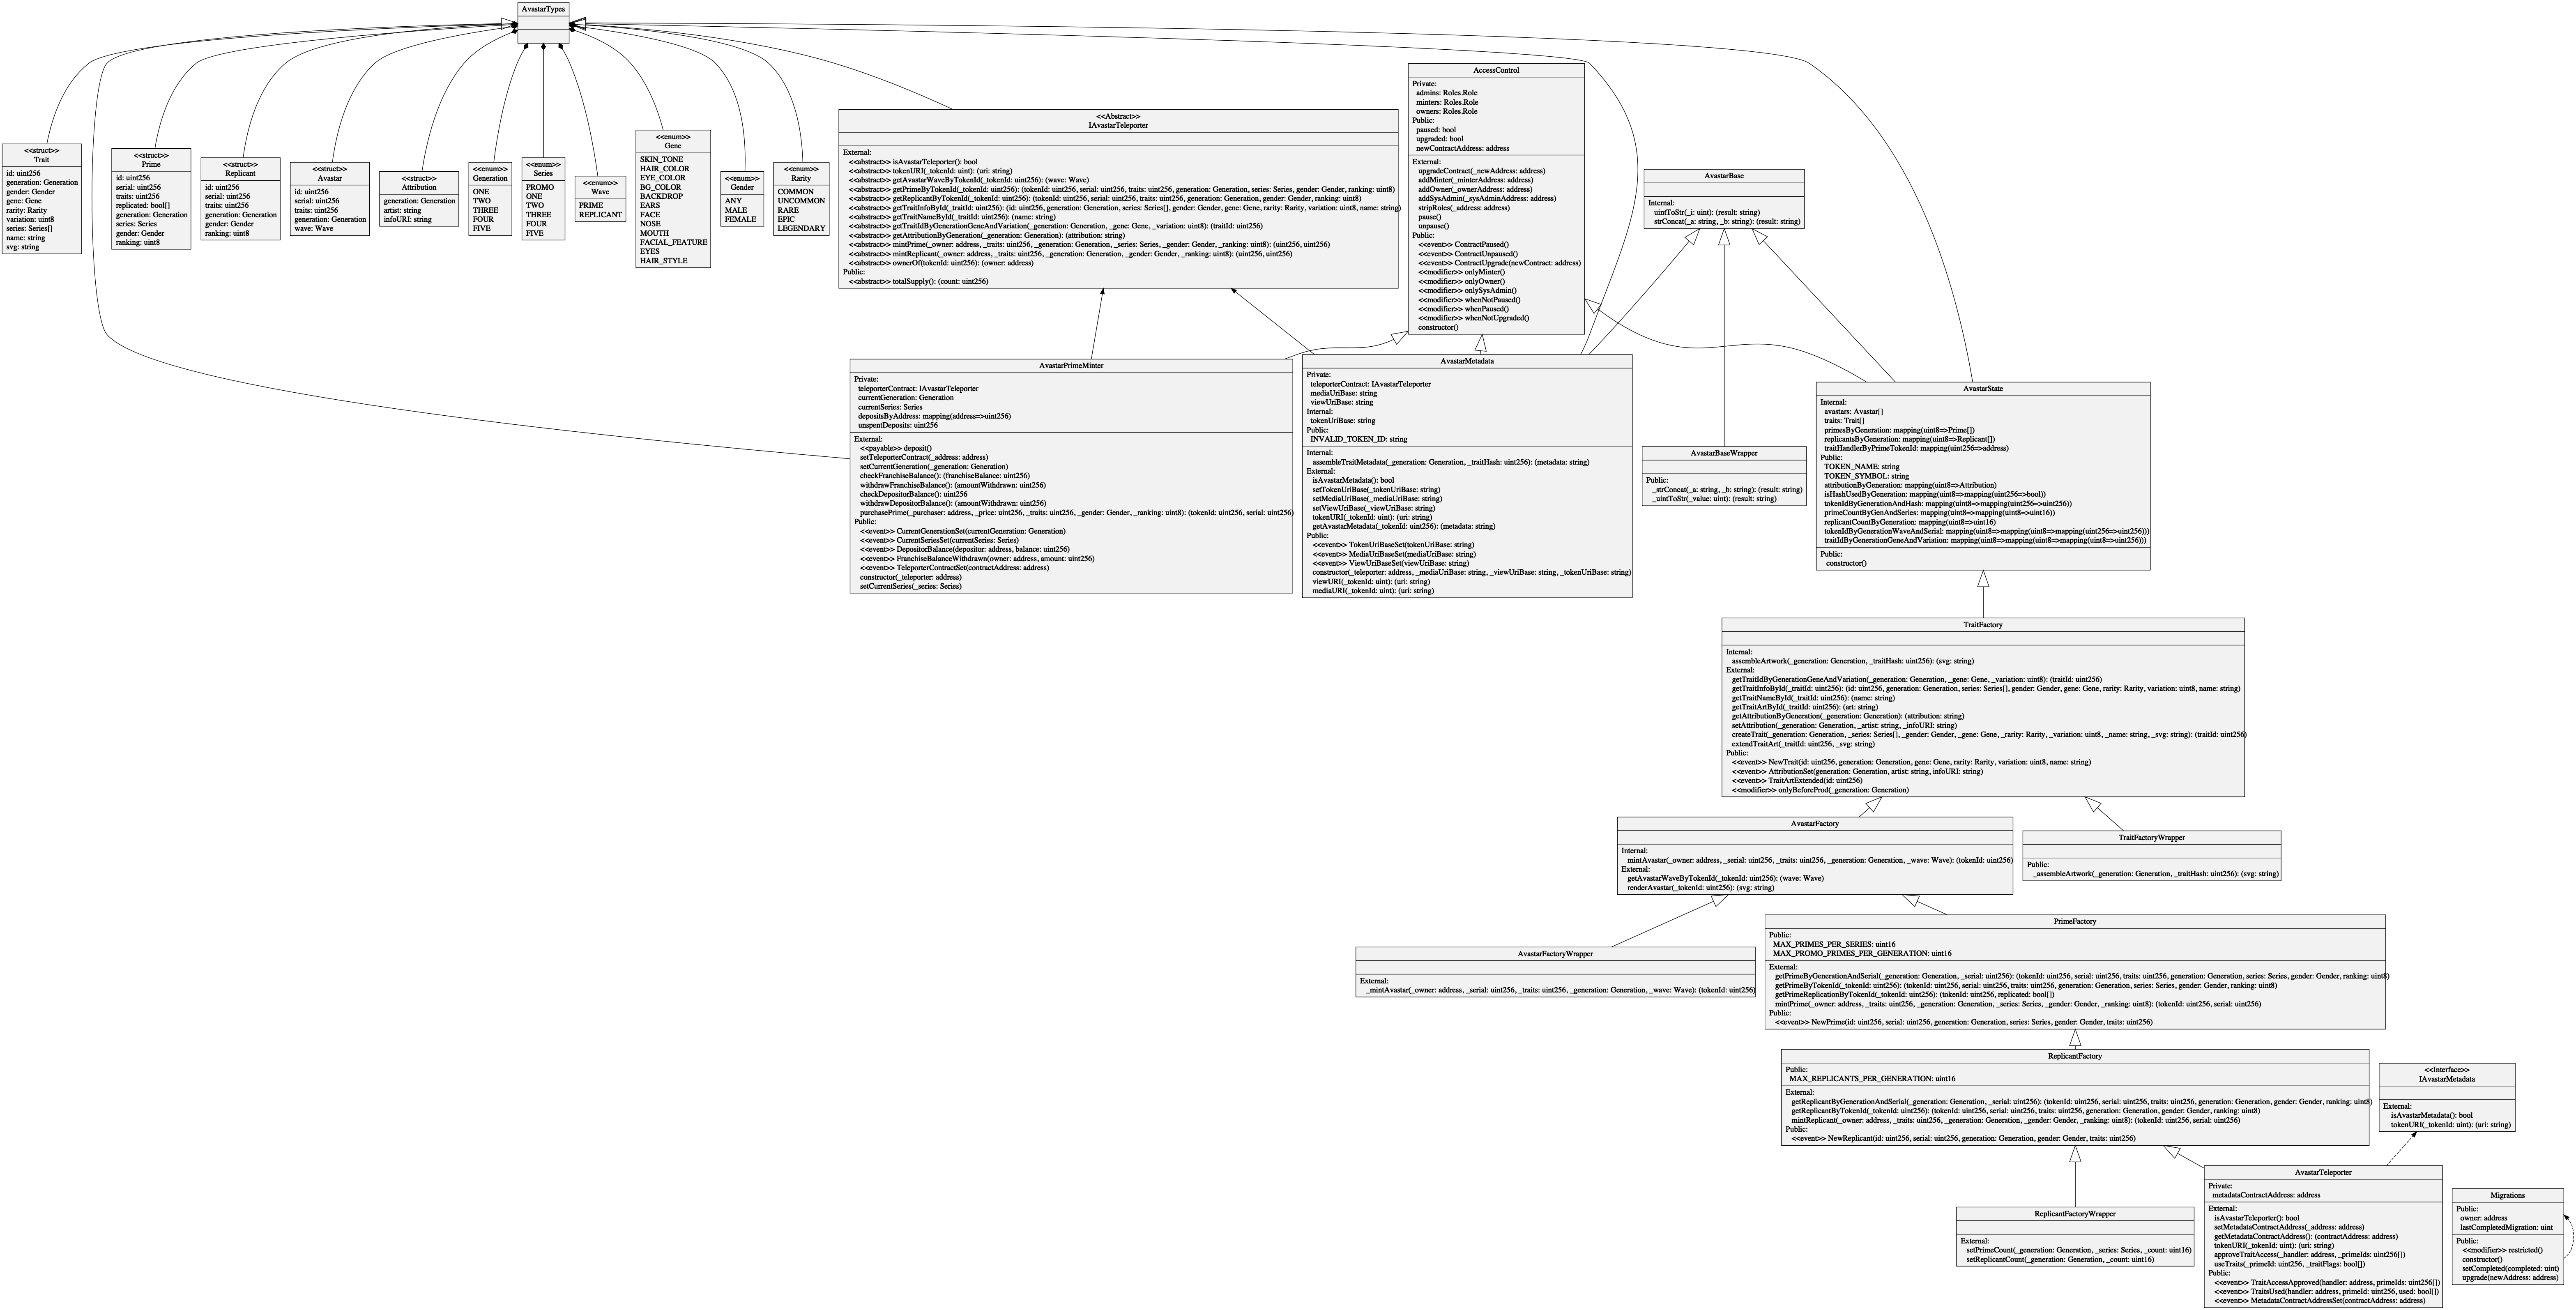 AvastarTypes
<<struct>>
Trait
id: uint256
generation: Generation
gender: Gender
gene: Gene
rarity: Rarity
variation: uint8
series: Series[]
name: string
svg: string
<<struct>>
Prime
id: uint256
serial: uint256
traits: uint256
replicated: bool[]
generation: Generation
series: Series
gender: Gender
ranking: uint8
<<struct>>
Replicant
id: uint256
serial: uint256
traits: uint256
generation: Generation
gender: Gender
ranking: uint8
<<struct>>
Avastar
id: uint256
serial: uint256
traits: uint256
generation: Generation
wave: Wave
<<struct>>
Attribution
generation: Generation
artist: string
infoURI: string
<<enum>>
Generation
ONE
TWO
THREE
FOUR
FIVE
<<enum>>
Series
PROMO
ONE
TWO
THREE
FOUR
FIVE
<<enum>>
Wave
PRIME
REPLICANT
<<enum>>
Gene
SKIN_TONE
HAIR_COLOR
EYE_COLOR
BG_COLOR
BACKDROP
EARS
FACE
NOSE
MOUTH
FACIAL_FEATURE
EYES
HAIR_STYLE
<<enum>>
Gender
ANY
MALE
FEMALE
<<enum>>
Rarity
COMMON
UNCOMMON
RARE
EPIC
LEGENDARY
<<Abstract>>
IAvastarTeleporter
External:
<<abstract>> isAvastarTeleporter(): bool
<<abstract>> tokenURI(_tokenId: uint): (uri: string)
<<abstract>> getAvastarWaveByTokenId(_tokenId: uint256): (wave: Wave)
<<abstract>> getPrimeByTokenId(_tokenId: uint256): (tokenId: uint256, serial: uint256, traits: uint256, generation: Generation, series: Series, gender: Gender, ranking: uint8)
<<abstract>> getReplicantByTokenId(_tokenId: uint256): (tokenId: uint256, serial: uint256, traits: uint256, generation: Generation, gender: Gender, ranking: uint8)
<<abstract>> getTraitInfoById(_traitId: uint256): (id: uint256, generation: Generation, series: Series[], gender: Gender, gene: Gene, rarity: Rarity, variation: uint8, name: string)
<<abstract>> getTraitNameById(_traitId: uint256): (name: string)
<<abstract>> getTraitIdByGenerationGeneAndVariation(_generation: Generation, _gene: Gene, _variation: uint8): (traitId: uint256)
<<abstract>> getAttributionByGeneration(_generation: Generation): (attribution: string)
<<abstract>> mintPrime(_owner: address, _traits: uint256, _generation: Generation, _series: Series, _gender: Gender, _ranking: uint8): (uint256, uint256)
<<abstract>> mintReplicant(_owner: address, _traits: uint256, _generation: Generation, _gender: Gender, _ranking: uint8): (uint256, uint256)
<<abstract>> ownerOf(tokenId: uint256): (owner: address)
Public:
<<abstract>> totalSupply(): (count: uint256)
AccessControl
Private:
admins: Roles.Role
minters: Roles.Role
owners: Roles.Role
Public:
paused: bool
upgraded: bool
newContractAddress: address
External:
upgradeContract(_newAddress: address)
addMinter(_minterAddress: address)
addOwner(_ownerAddress: address)
addSysAdmin(_sysAdminAddress: address)
stripRoles(_address: address)
pause()
unpause()
Public:
<<event>> ContractPaused()
<<event>> ContractUnpaused()
<<event>> ContractUpgrade(newContract: address)
<<modifier>> onlyMinter()
<<modifier>> onlyOwner()
<<modifier>> onlySysAdmin()
<<modifier>> whenNotPaused()
<<modifier>> whenPaused()
<<modifier>> whenNotUpgraded()
constructor()
AvastarBase
Internal:
uintToStr(_i: uint): (result: string)
strConcat(_a: string, _b: string): (result: string)
AvastarPrimeMinter
Private:
teleporterContract: IAvastarTeleporter
currentGeneration: Generation
currentSeries: Series
depositsByAddress: mapping(address=>uint256)
unspentDeposits: uint256
External:
<<payable>> deposit()
setTeleporterContract(_address: address)
setCurrentGeneration(_generation: Generation)
checkFranchiseBalance(): (franchiseBalance: uint256)
withdrawFranchiseBalance(): (amountWithdrawn: uint256)
checkDepositorBalance(): uint256
withdrawDepositorBalance(): (amountWithdrawn: uint256)
purchasePrime(_purchaser: address, _price: uint256, _traits: uint256, _gender: Gender, _ranking: uint8): (tokenId: uint256, serial: uint256)
Public:
<<event>> CurrentGenerationSet(currentGeneration: Generation)
<<event>> CurrentSeriesSet(currentSeries: Series)
<<event>> DepositorBalance(depositor: address, balance: uint256)
<<event>> FranchiseBalanceWithdrawn(owner: address, amount: uint256)
<<event>> TeleporterContractSet(contractAddress: address)
constructor(_teleporter: address)
setCurrentSeries(_series: Series)
AvastarMetadata
Private:
teleporterContract: IAvastarTeleporter
mediaUriBase: string
viewUriBase: string
Internal:
tokenUriBase: string
Public:
INVALID_TOKEN_ID: string
Internal:
assembleTraitMetadata(_generation: Generation, _traitHash: uint256): (metadata: string)
External:
isAvastarMetadata(): bool
setTokenUriBase(_tokenUriBase: string)
setMediaUriBase(_mediaUriBase: string)
setViewUriBase(_viewUriBase: string)
tokenURI(_tokenId: uint): (uri: string)
getAvastarMetadata(_tokenId: uint256): (metadata: string)
Public:
<<event>> TokenUriBaseSet(tokenUriBase: string)
<<event>> MediaUriBaseSet(mediaUriBase: string)
<<event>> ViewUriBaseSet(viewUriBase: string)
constructor(_teleporter: address, _mediaUriBase: string, _viewUriBase: string, _tokenUriBase: string)
viewURI(_tokenId: uint): (uri: string)
mediaURI(_tokenId: uint): (uri: string)
AvastarBaseWrapper
Public:
_strConcat(_a: string, _b: string): (result: string)
_uintToStr(_value: uint): (result: string)
AvastarState
Internal:
avastars: Avastar[]
traits: Trait[]
primesByGeneration: mapping(uint8=>Prime[])
replicantsByGeneration: mapping(uint8=>Replicant[])
traitHandlerByPrimeTokenId: mapping(uint256=>address)
Public:
TOKEN_NAME: string
TOKEN_SYMBOL: string
attributionByGeneration: mapping(uint8=>Attribution)
isHashUsedByGeneration: mapping(uint8=>mapping(uint256=>bool))
tokenIdByGenerationAndHash: mapping(uint8=>mapping(uint256=>uint256))
primeCountByGenAndSeries: mapping(uint8=>mapping(uint8=>uint16))
replicantCountByGeneration: mapping(uint8=>uint16)
tokenIdByGenerationWaveAndSerial: mapping(uint8=>mapping(uint8=>mapping(uint256=>uint256)))
traitIdByGenerationGeneAndVariation: mapping(uint8=>mapping(uint8=>mapping(uint8=>uint256)))
Public:
constructor()
TraitFactory
Internal:
assembleArtwork(_generation: Generation, _traitHash: uint256): (svg: string)
External:
getTraitIdByGenerationGeneAndVariation(_generation: Generation, _gene: Gene, _variation: uint8): (traitId: uint256)
getTraitInfoById(_traitId: uint256): (id: uint256, generation: Generation, series: Series[], gender: Gender, gene: Gene, rarity: Rarity, variation: uint8, name: string)
getTraitNameById(_traitId: uint256): (name: string)
getTraitArtById(_traitId: uint256): (art: string)
getAttributionByGeneration(_generation: Generation): (attribution: string)
setAttribution(_generation: Generation, _artist: string, _infoURI: string)
createTrait(_generation: Generation, _series: Series[], _gender: Gender, _gene: Gene, _rarity: Rarity, _variation: uint8, _name: string, _svg: string): (traitId: uint256)
extendTraitArt(_traitId: uint256, _svg: string)
Public:
<<event>> NewTrait(id: uint256, generation: Generation, gene: Gene, rarity: Rarity, variation: uint8, name: string)
<<event>> AttributionSet(generation: Generation, artist: string, infoURI: string)
<<event>> TraitArtExtended(id: uint256)
<<modifier>> onlyBeforeProd(_generation: Generation)
AvastarFactory
Internal:
mintAvastar(_owner: address, _serial: uint256, _traits: uint256, _generation: Generation, _wave: Wave): (tokenId: uint256)
External:
getAvastarWaveByTokenId(_tokenId: uint256): (wave: Wave)
renderAvastar(_tokenId: uint256): (svg: string)
TraitFactoryWrapper
Public:
_assembleArtwork(_generation: Generation, _traitHash: uint256): (svg: string)
AvastarFactoryWrapper
External:
_mintAvastar(_owner: address, _serial: uint256, _traits: uint256, _generation: Generation, _wave: Wave): (tokenId: uint256)
PrimeFactory
Public:
MAX_PRIMES_PER_SERIES: uint16
MAX_PROMO_PRIMES_PER_GENERATION: uint16
External:
getPrimeByGenerationAndSerial(_generation: Generation, _serial: uint256): (tokenId: uint256, serial: uint256, traits: uint256, generation: Generation, series: Series, gender: Gender, ranking: uint8)
getPrimeByTokenId(_tokenId: uint256): (tokenId: uint256, serial: uint256, traits: uint256, generation: Generation, series: Series, gender: Gender, ranking: uint8)
getPrimeReplicationByTokenId(_tokenId: uint256): (tokenId: uint256, replicated: bool[])
mintPrime(_owner: address, _traits: uint256, _generation: Generation, _series: Series, _gender: Gender, _ranking: uint8): (tokenId: uint256, serial: uint256)
Public:
<<event>> NewPrime(id: uint256, serial: uint256, generation: Generation, series: Series, gender: Gender, traits: uint256)
ReplicantFactory
Public:
MAX_REPLICANTS_PER_GENERATION: uint16
External:
getReplicantByGenerationAndSerial(_generation: Generation, _serial: uint256): (tokenId: uint256, serial: uint256, traits: uint256, generation: Generation, gender: Gender, ranking: uint8)
getReplicantByTokenId(_tokenId: uint256): (tokenId: uint256, serial: uint256, traits: uint256, generation: Generation, gender: Gender, ranking: uint8)
mintReplicant(_owner: address, _traits: uint256, _generation: Generation, _gender: Gender, _ranking: uint8): (tokenId: uint256, serial: uint256)
Public:
<<event>> NewReplicant(id: uint256, serial: uint256, generation: Generation, gender: Gender, traits: uint256)
<<Interface>>
IAvastarMetadata
External:
isAvastarMetadata(): bool
tokenURI(_tokenId: uint): (uri: string)
ReplicantFactoryWrapper
External:
setPrimeCount(_generation: Generation, _series: Series, _count: uint16)
setReplicantCount(_generation: Generation, _count: uint16)
AvastarTeleporter
Private:
metadataContractAddress: address
External:
isAvastarTeleporter(): bool
setMetadataContractAddress(_address: address)
getMetadataContractAddress(): (contractAddress: address)
tokenURI(_tokenId: uint): (uri: string)
approveTraitAccess(_handler: address, _primeIds: uint256[])
useTraits(_primeId: uint256, _traitFlags: bool[])
Public:
<<event>> TraitAccessApproved(handler: address, primeIds: uint256[])
<<event>> TraitsUsed(handler: address, primeId: uint256, used: bool[])
<<event>> MetadataContractAddressSet(contractAddress: address)
Migrations
Public:
owner: address
lastCompletedMigration: uint
Public:
<<modifier>> restricted()
constructor()
setCompleted(completed: uint)
upgrade(newAddress: address)